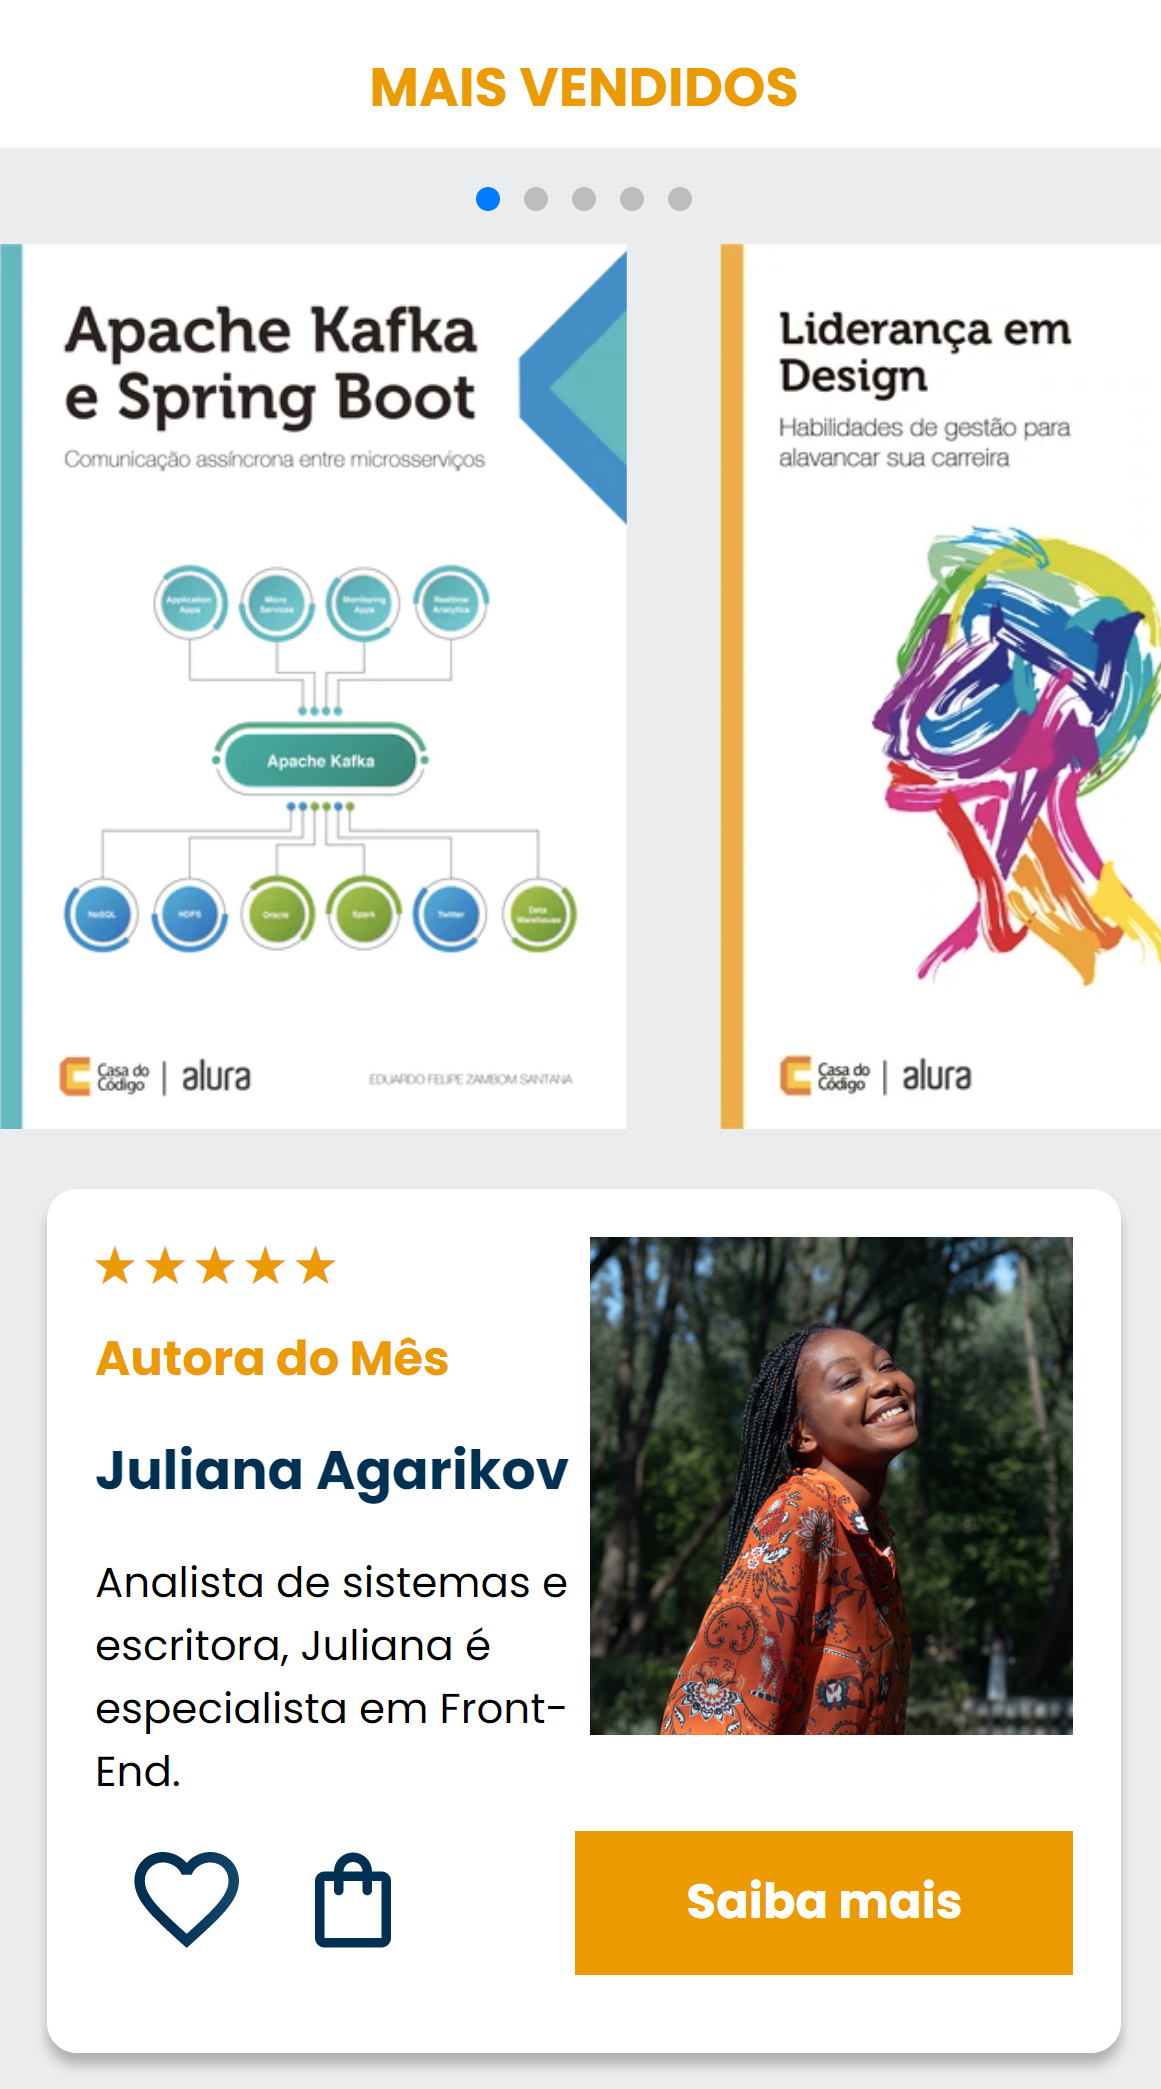 MAIS VENDIDOS
Apache Kafka
e Spring Boot
Comunicação assíncrona entre microsserviços
Application Apps
Micro Services
Monitoring Apps
Realtime Analytics
Apache Kafka
NoSQL
HDFS
Oracle
Spark
Twitter
Data Warehouse
Casa do
Código
alura
EDUARDO FELIPE ZAMBOM SANTANA
Liderança em
Design
Habilidades de gestão para
alavancar sua carreira
Casa do
Código
alura
Autora do Mês
Juliana Agarikov
Analista de sistemas e
escritora, Juliana é
especialista em Front-
End.
Saiba mais